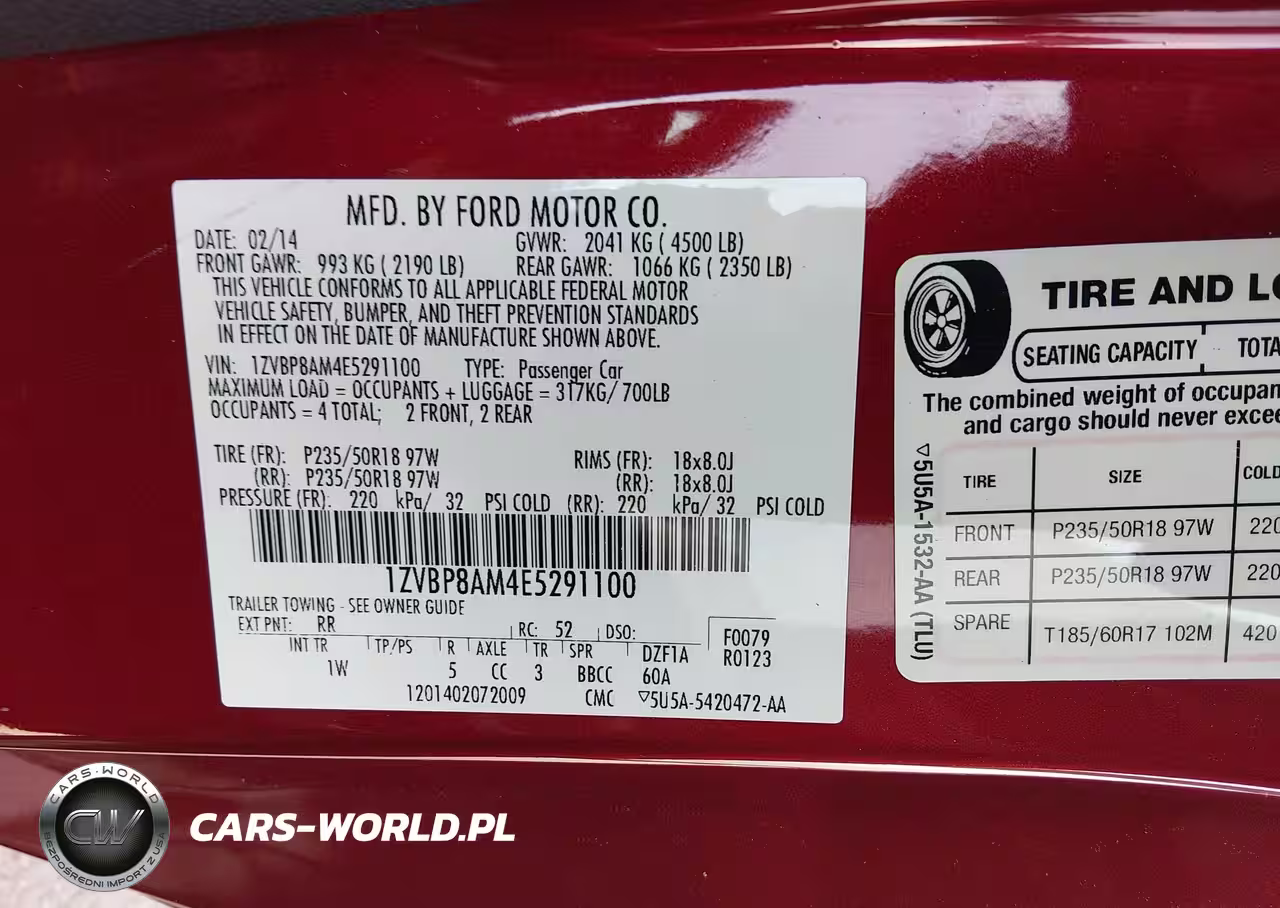 MFD. BY FORD MOTOR CO.
DATE: 02/14 GVWR: 2041 KG ( 4500 LB)
FRONT GAWR: 993 KG ( 2190 LB) REAR GAWR: 1066 KG ( 2350 LB)
THIS VEHICLE CONFORMS TO ALL APPLICABLE FEDERAL MOTOR
VEHICLE SAFETY, BUMPER, AND THEFT PREVENTION STANDARDS
IN EFFECT ON THE DATE OF MANUFACTURE SHOWN ABOVE.
VIN: 1ZVBP8AM4E5291100 TYPE: Passenger Car
MAXIMUM LOAD = OCCUPANTS + LUGGAGE = 317KG/ 700LB
OCCUPANTS = 4 TOTAL; 2 FRONT, 2 REAR
TIRE (FR): P235/50R18 97W RIMS (FR): 18x8.0J
(RR): P235/50R18 97W (RR): 18x8.0J
PRESSURE (FR): 220 kPa/ 32 PSI COLD (RR): 220 kPa/ 32 PSI COLD
1ZVBP8AM4E5291100
TRAILER TOWING - SEE OWNER GUIDE
EXT PNT: RR RC: 52 DSO: F0079
INT TR TP/PS R AXLE TR SPR DZF1A R0123
1W 5 CC 3 BBCC 60A
1201402072009 CMC ▽5U5A-5420472-AA
TIRE AND LO
SEATING CAPACITY TOTA
The combined weight of occupan
and cargo should never excee
▽5U5A-1532-AA (TLU)
TIRE SIZE COLD
FRONT P235/50R18 97W 220
REAR P235/50R18 97W 220
SPARE T185/60R17 102M 420
CARS-WORLD
CW
BEZPOŚREDNI IMPORT Z USA
CARS-WORLD.PL